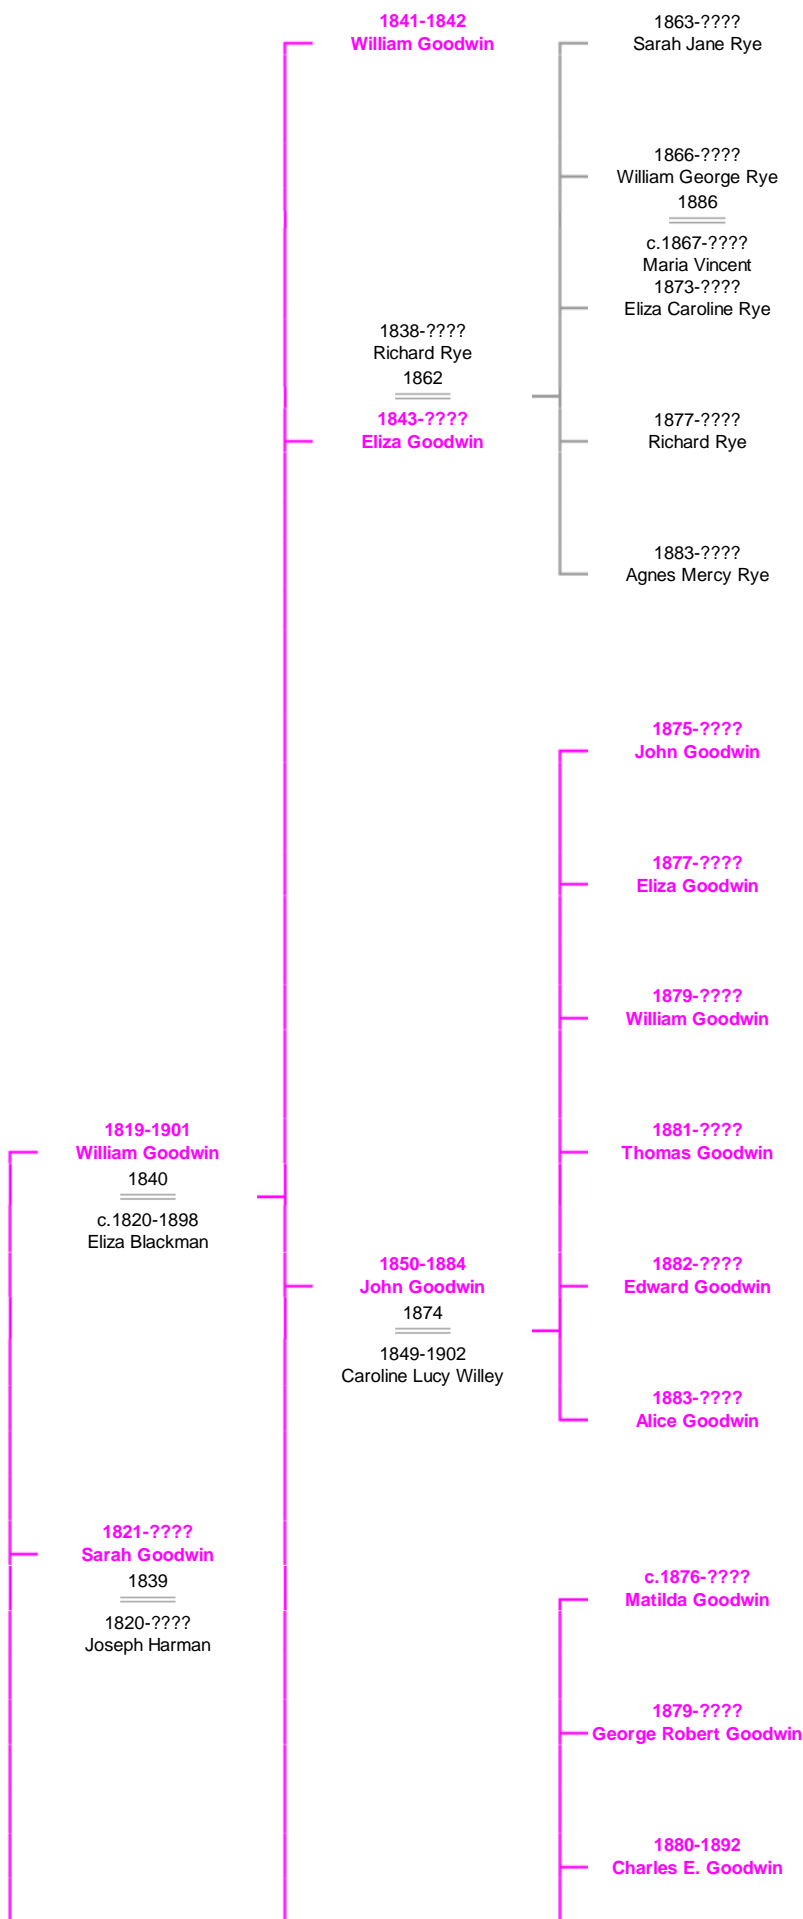 1841-1842
William Goodwin
1863-????
Sarah Jane Rye
1866-????
William George Rye
1886
c.1867-????
Maria Vincent
1873-????
Eliza Caroline Rye
1838-????
Richard Rye
1862
1843-????
Eliza Goodwin
1877-????
Richard Rye
1883-????
Agnes Mercy Rye
1875-????
John Goodwin
1877-????
Eliza Goodwin
1879-????
William Goodwin
1819-1901
William Goodwin
1840
c.1820-1898
Eliza Blackman
1881-????
Thomas Goodwin
1850-1884
John Goodwin
1874
1849-1902
Caroline Lucy Willey
1882-????
Edward Goodwin
1883-????
Alice Goodwin
1821-????
Sarah Goodwin
1839
1820-????
Joseph Harman
c.1876-????
Matilda Goodwin
1879-????
George Robert Goodwin
1880-1892
Charles E. Goodwin